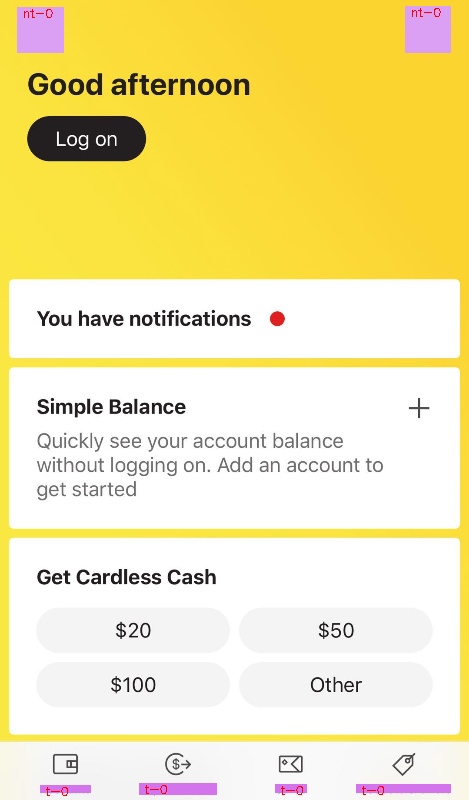 nt-0
nt-0
Good afternoon
Log on
You have notifications
Simple Balance
Quickly see your account balance
without logging on. Add an account to
get started
Get Cardless Cash
$20
$50
$100
Other
$
t-0
t-0
t-0
t-0